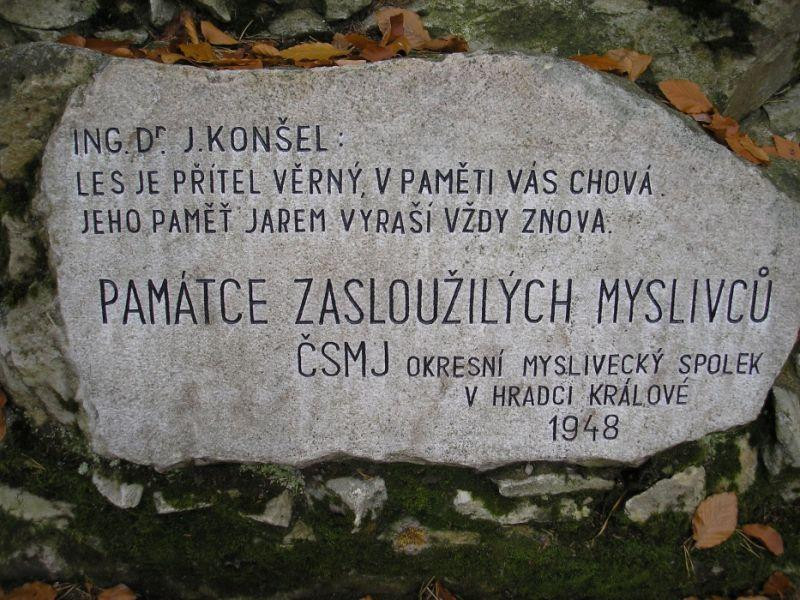 ING. Dr. J. KONŠEL:
LES JE PŘÍTEL VĚRNÝ, V PAMĚTI VÁS CHOVÁ.
JEHO PAMĚŤ JAREM VYRAŠÍ VŽDY ZNOVA.
PAMÁTCE ZASLOUŽILÝCH MYSLIVCŮ
ČSMJ OKRESNÍ MYSLIVECKÝ SPOLEK
V HRADCI KRÁLOVÉ
1948